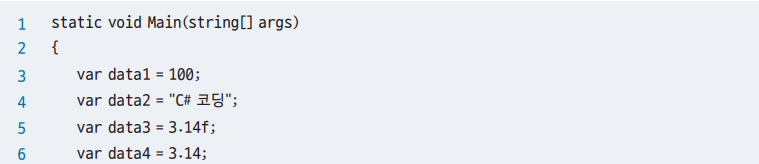 1 static void Main(string[] args)
2 {
3 var data1 = 100;
4 var data2 = "C# 코딩";
5 var data3 = 3.14f;
6 var data4 = 3.14;